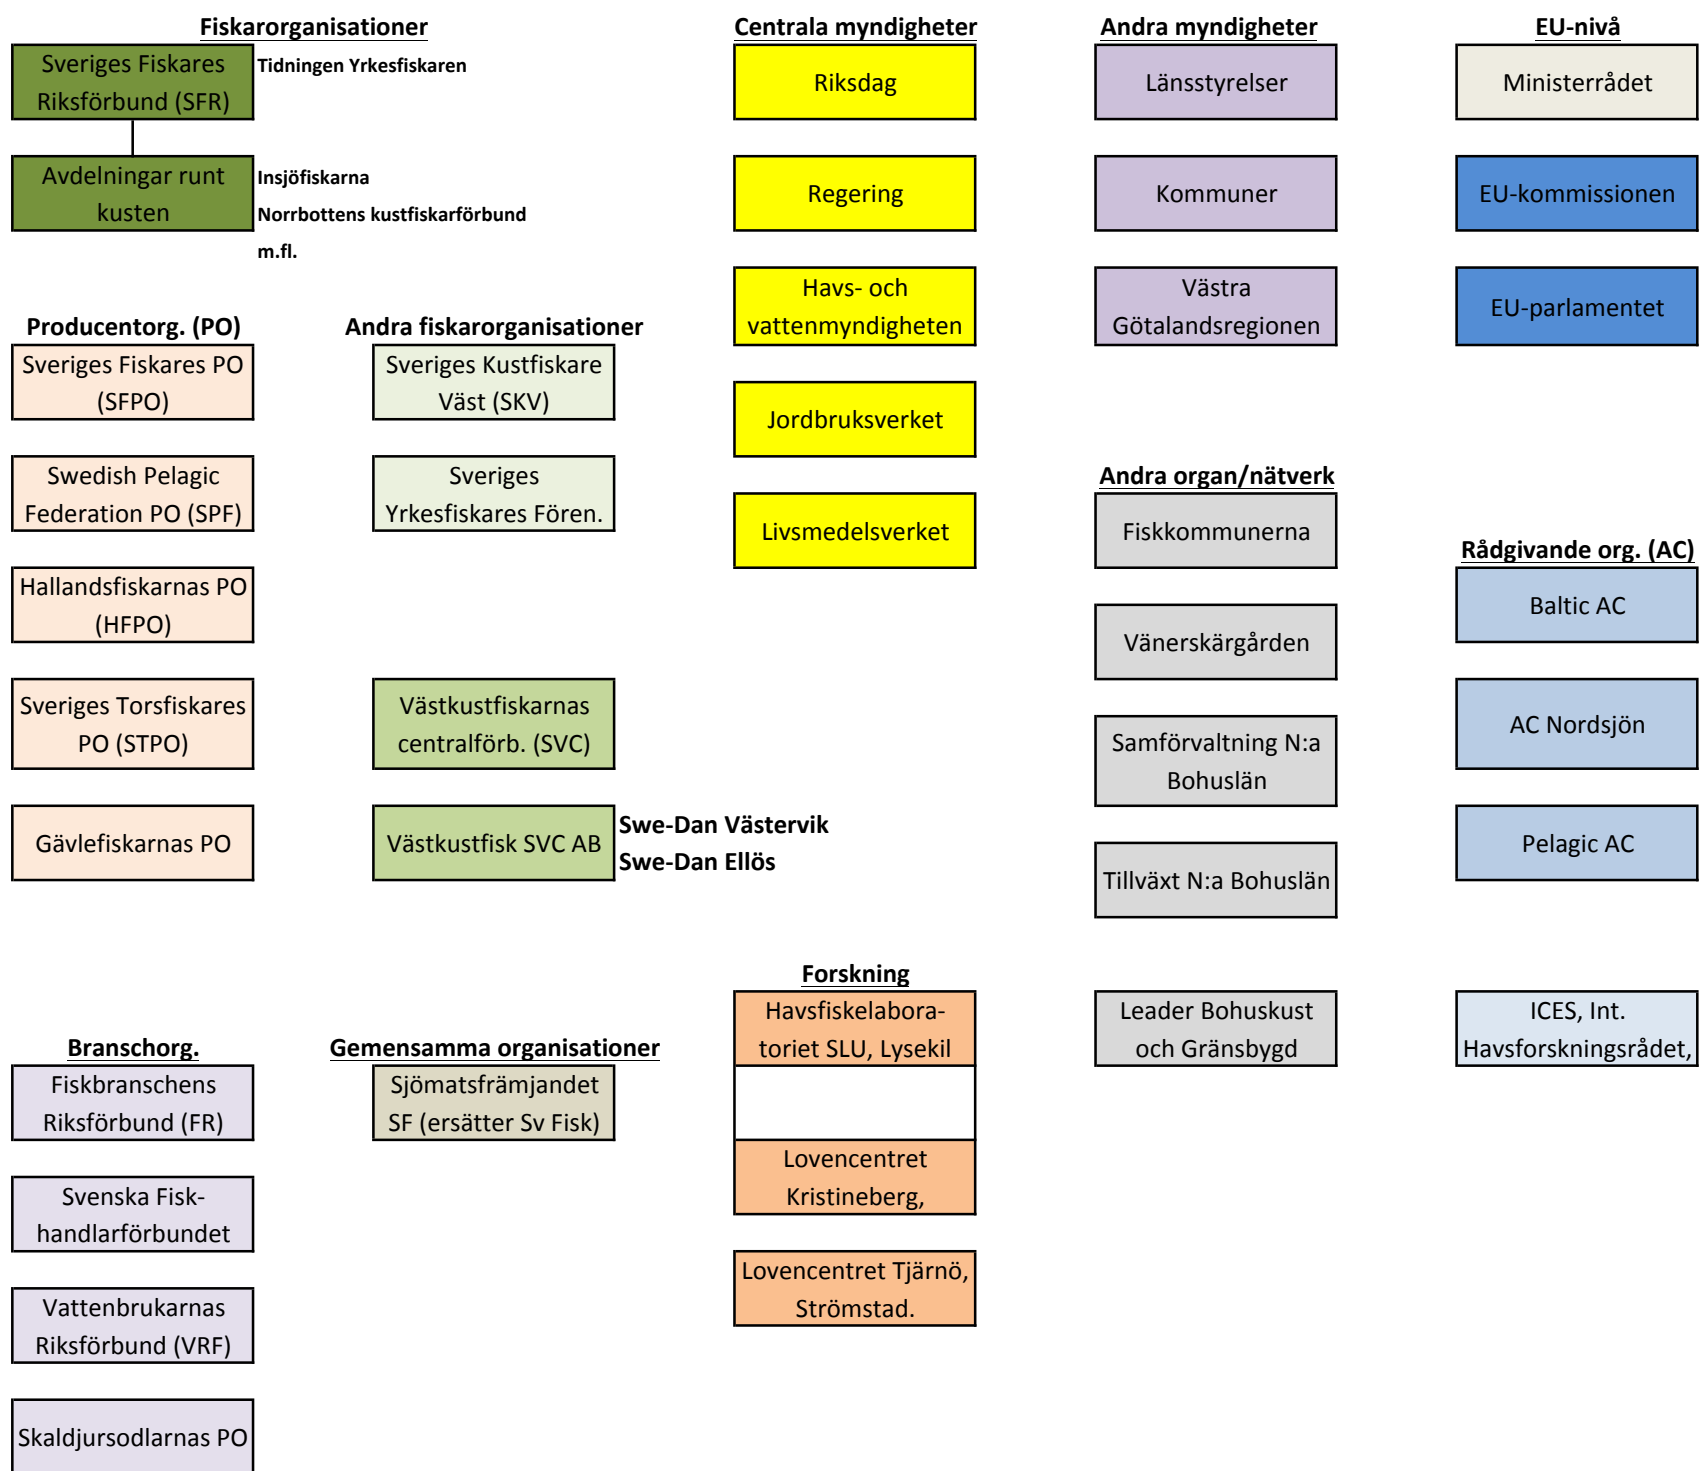 Fiskarorganisationer
Sveriges Fiskares
Riksförbund (SFR)
Tidningen Yrkesfiskaren
Avdelningar runt
kusten
Insjöfiskarna
Norrbottens kustfiskarförbund
m.fl.
Producentorg. (PO)
Sveriges Fiskares PO
(SFPO)
Swedish Pelagic
Federation PO (SPF)
Hallandsfiskarnas PO
(HFPO)
Sveriges Torsfiskares
PO (STPO)
Gävlefiskarnas PO
Andra fiskarorganisationer
Sveriges Kustfiskare
Väst (SKV)
Sveriges
Yrkesfiskares Fören.
Västkustfiskarnas
centralförb. (SVC)
Västkustfisk SVC AB
Swe-Dan Västervik
Swe-Dan Ellös
Centrala myndigheter
Riksdag
Regering
Havs- och
vattenmyndigheten
Jordbruksverket
Livsmedelsverket
Andra myndigheter
Länsstyrelser
Kommuner
Västra
Götalandsregionen
Andra organ/nätverk
Fiskkommunerna
Vänerskärgården
Samförvaltning N:a
Bohuslän
Tillväxt N:a Bohuslän
Leader Bohuskust
och Gränsbygd
EU-nivå
Ministerrådet
EU-kommissionen
EU-parlamentet
Rådgivande org. (AC)
Baltic AC
AC Nordsjön
Pelagic AC
ICES, Int.
Havsforskningsrådet,
Branschorg.
Fiskbranschens
Riksförbund (FR)
Svenska Fisk-
handlarförbundet
Vattenbrukarnas
Riksförbund (VRF)
Skaldjursodlarnas PO
Gemensamma organisationer
Sjömatsfrämjandet
SF (ersätter Sv Fisk)
Forskning
Havsfiskelabora-
toriet SLU, Lysekil
Lovencentret
Kristineberg,
Lovencentret Tjärnö,
Strömstad.